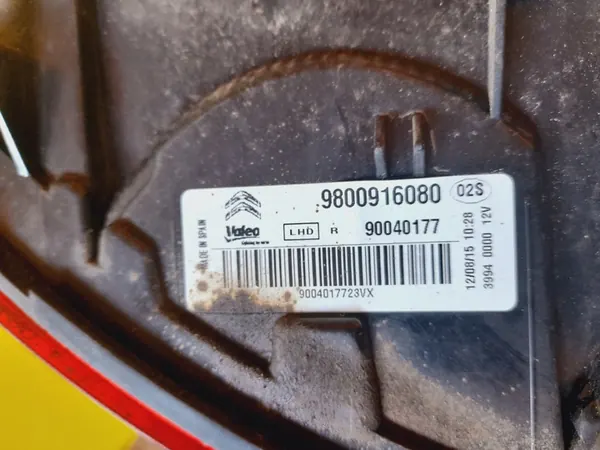 9800916080 02S
MADE IN SPAIN
Valeo
LHD R 90040177
9004017723VX
12/08/15 10:28
3994 0000 12V